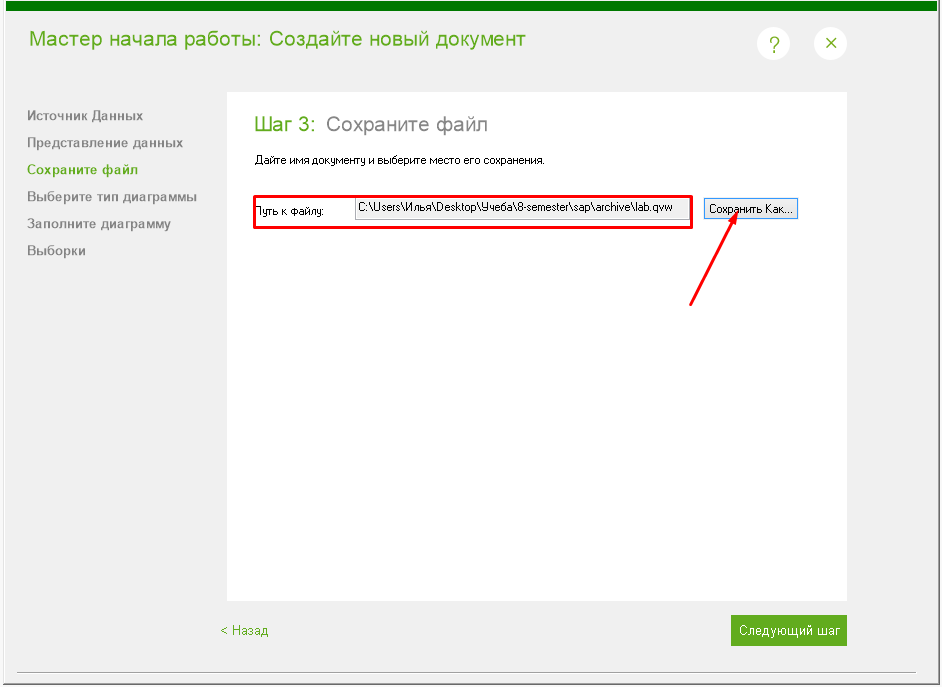 Мастер начала работы: Создайте новый документ
?
Источник Данных
Представление данных
Сохраните файл
Выберите тип диаграммы
Заполните диаграмму
Выборки
Шаг 3: Сохраните файл
Дайте имя документу и выберите место его сохранения.
Путь к файлу: C:\Users\Илья\Desktop\Учеба\8-semester\sap\archive\lab.qvw Сохранить Как...
< Назад
Следующий шаг